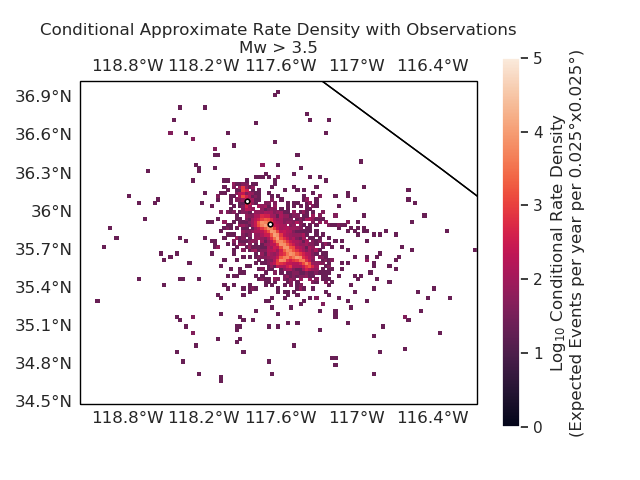 Conditional Approximate Rate Density with Observations
Mw > 3.5
118.8°W 118.2°W 117.6°W 117°W 116.4°W
36.9°N
36.6°N
36.3°N
36°N
35.7°N
35.4°N
35.1°N
34.8°N
34.5°N
118.8°W 118.2°W 117.6°W 117°W 116.4°W
5
4
3
2
1
0
Log₁₀ Conditional Rate Density
(Expected Events per year per 0.025°x0.025°)